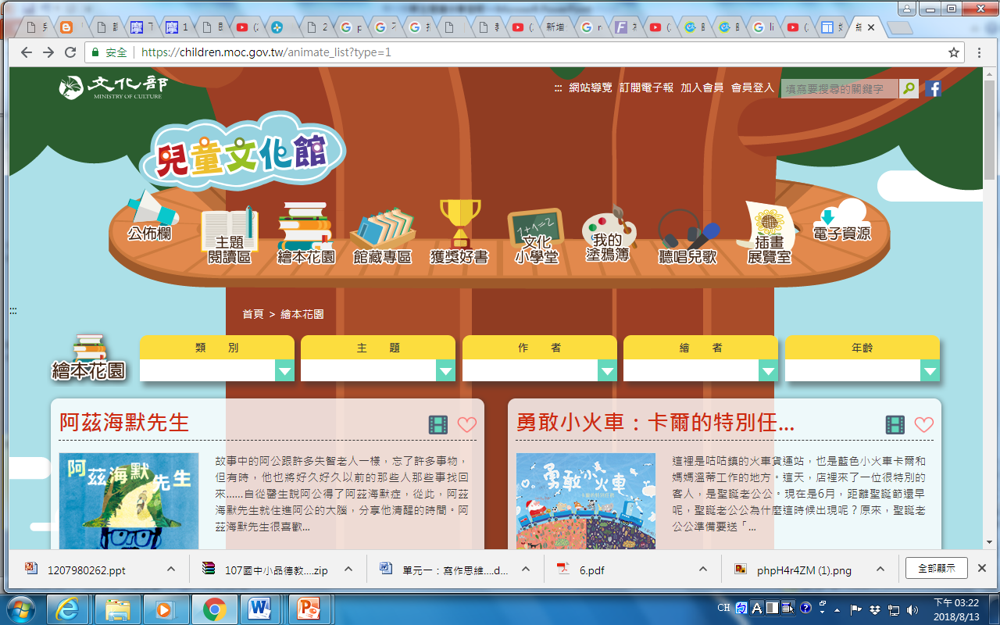 安全 https://children.moc.gov.tw/animate_list?type=1
文化部
MINISTRY OF CULTURE
::: 網站導覽 訂閱電子報 加入會員 會員登入 填寫要搜尋的關鍵字
兒童文化館
公佈欄
主題
閱讀區
繪本花園
館藏專區
獲獎好書
文化
小學堂
我的
塗鴉簿
聽唱兒歌
插畫
展覽室
電子資源
:::
首頁 > 繪本花園
繪本花園
類 別
主 題
作 者
繪 者
年齡
阿茲海默先生
阿茲海默先生
故事中的阿公跟許多失智老人一樣，忘了許多事物，
但有時，他也將好久好久以前的那些人那些事找回
來......自從醫生說阿公得了阿茲海默症，從此，阿茲
海默先生就住進阿公的大腦，分享他清醒的時間。阿
茲海默先生很喜歡...
勇敢小火車：卡爾的特別任...
勇敢小火車
這裡是咕咕鎮的火車貨運站，也是藍色小火車卡爾和
媽媽溫蒂工作的地方。這天，店裡來了一位很特別的
客人，是聖誕老公公。現在是6月，距離聖誕節還早
呢，聖誕老公公為什麼這時候出現呢？原來，聖誕老
公公準備要送「...
1207980262.ppt
107國中小品德教....zip
單元一：寫作思維....d...
6.pdf
phpH4r4ZM (1).png
全部顯示
CH
下午 03:22
2018/8/13